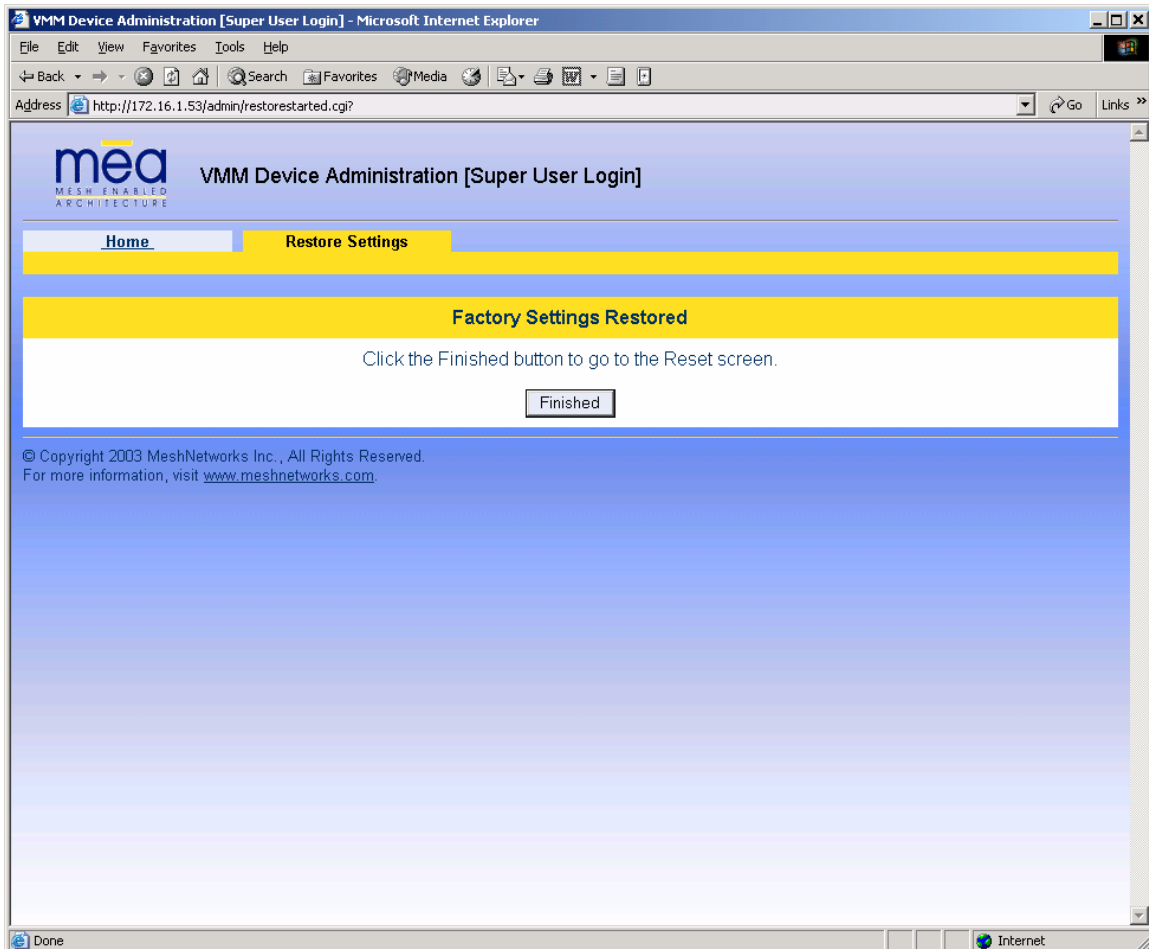 VMM Device Administration [Super User Login] - Microsoft Internet Explorer
File Edit View Favorites Tools Help
Back Search Favorites Media
Address http://172.16.1.53/admin/restorestarted.cgi? Go Links »
mēa
MESH ENABLED
ARCHITECTURE
VMM Device Administration [Super User Login]
Home Restore Settings
Factory Settings Restored
Click the Finished button to go to the Reset screen.
Finished
© Copyright 2003 MeshNetworks Inc., All Rights Reserved.
For more information, visit www.meshnetworks.com.
Done Internet